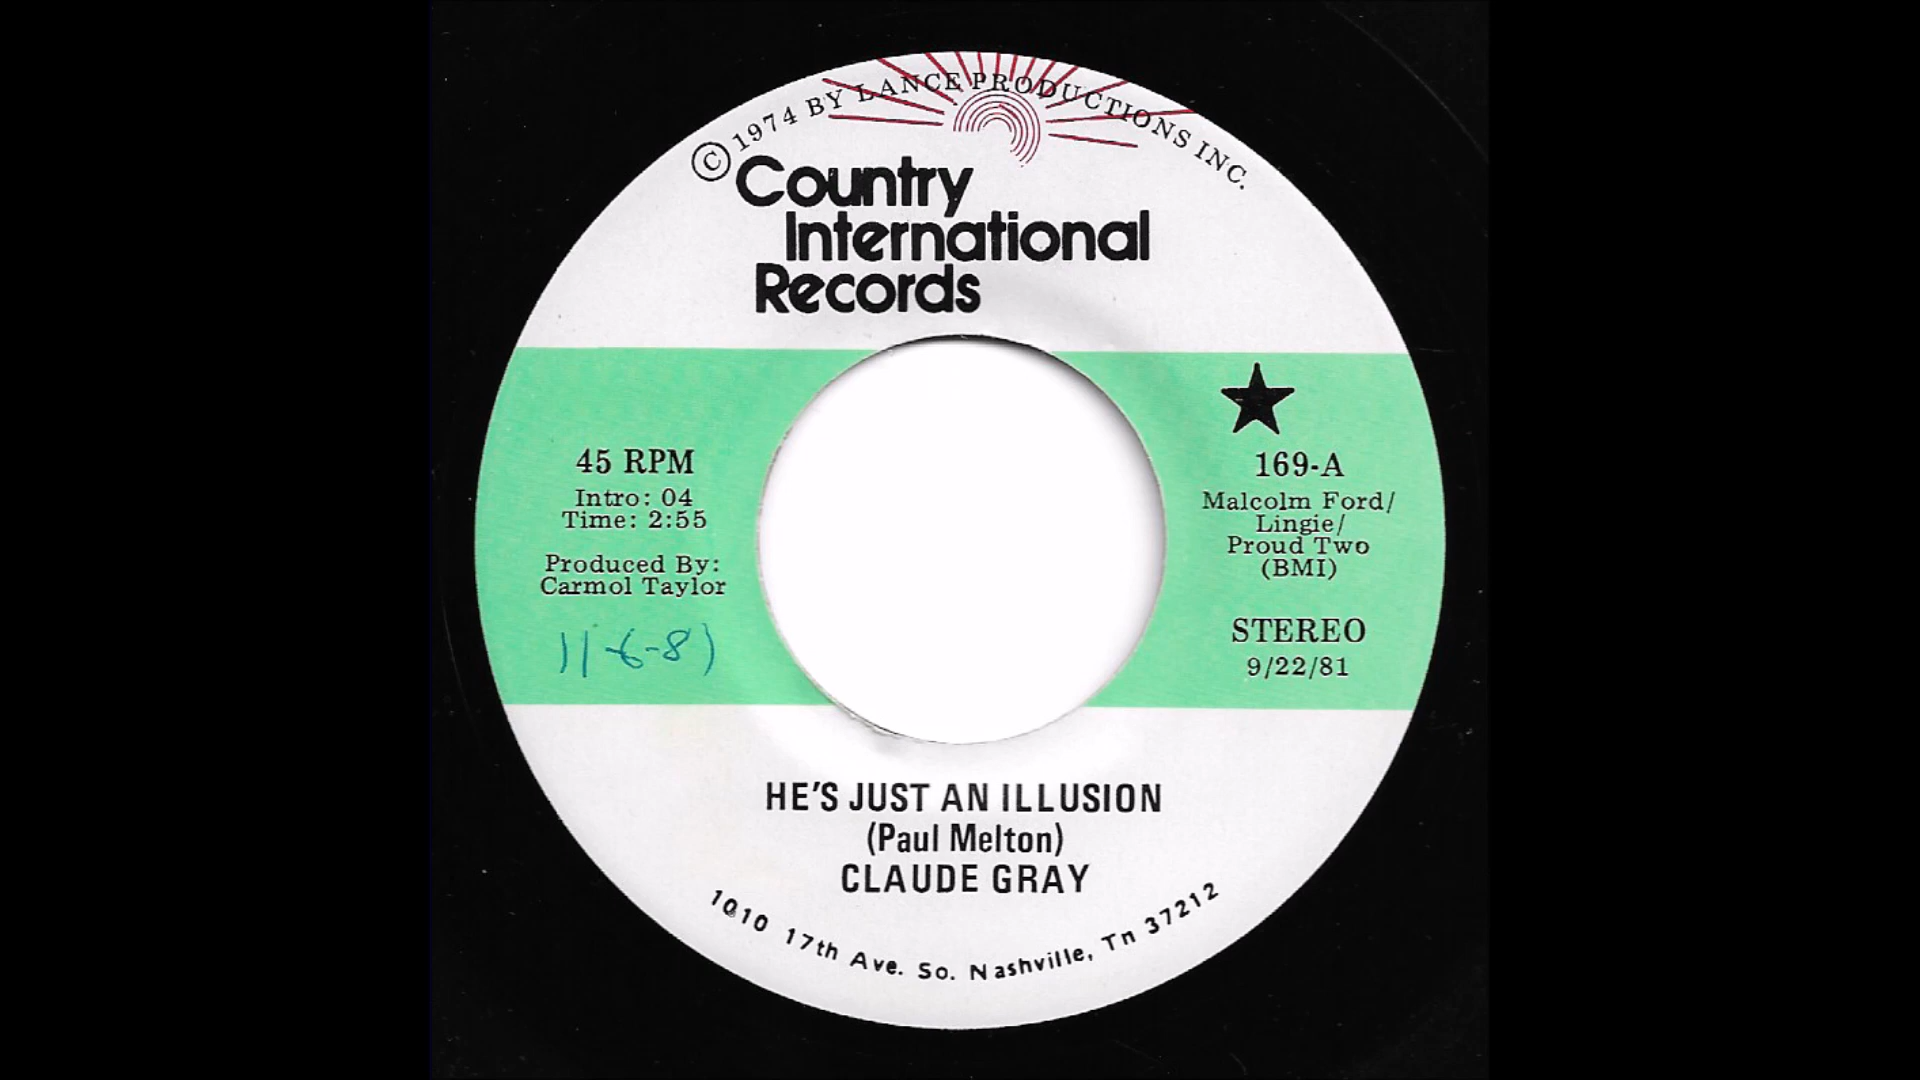 © 1974 BY LANCE PRODUCTIONS INC.
Country
International
Records
45 RPM
Intro: 04
Time: 2:55
Produced By:
Carmol Taylor
11-6-81
169-A
Malcolm Ford/
Lingie/
Proud Two
(BMI)
STEREO
9/22/81
HE'S JUST AN ILLUSION
(Paul Melton)
CLAUDE GRAY
1010 17th Ave. So. Nashville, Tn 37212